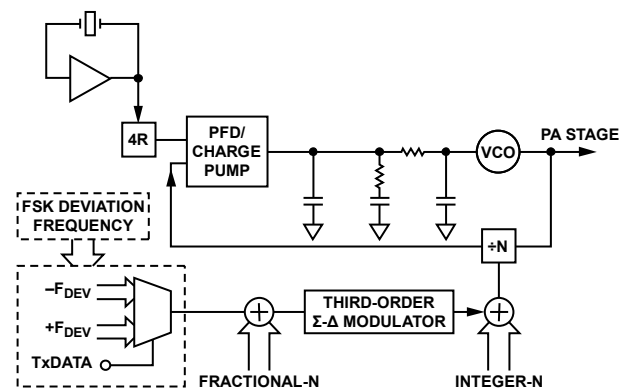 4R
PFD/
CHARGE
PUMP
VCO
PA STAGE
÷N
FSK DEVIATION
FREQUENCY
–FDEV
+FDEV
TxDATA
THIRD-ORDER
Σ-Δ MODULATOR
FRACTIONAL-N
INTEGER-N